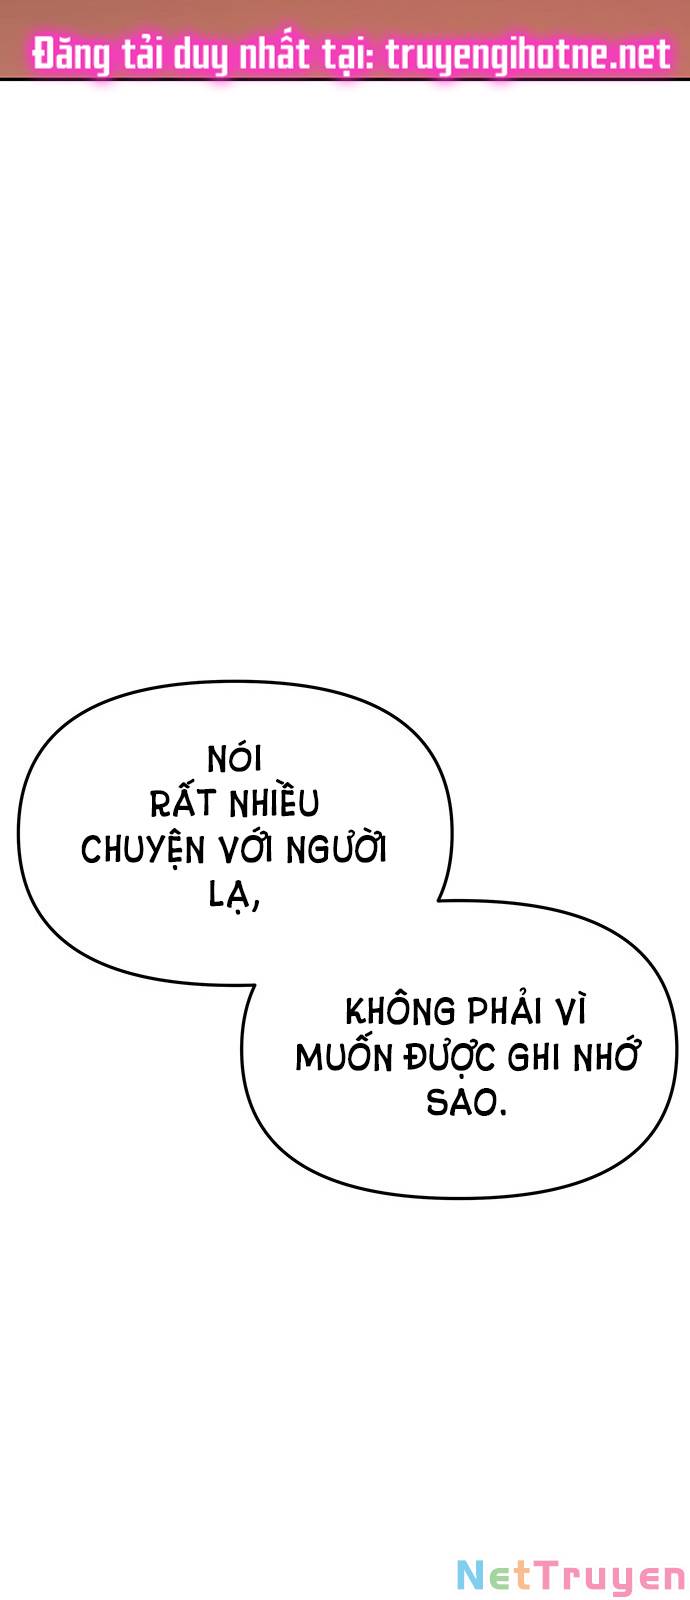 Đăng tải duy nhất tại: truyengihotne.net
NÓI
RẤT NHIỀU
CHUYỆN VỚI NGƯỜI
LẠ,
KHÔNG PHẢI VÌ
MUỐN ĐƯỢC GHI NHỚ
SAO.
NetTruyen